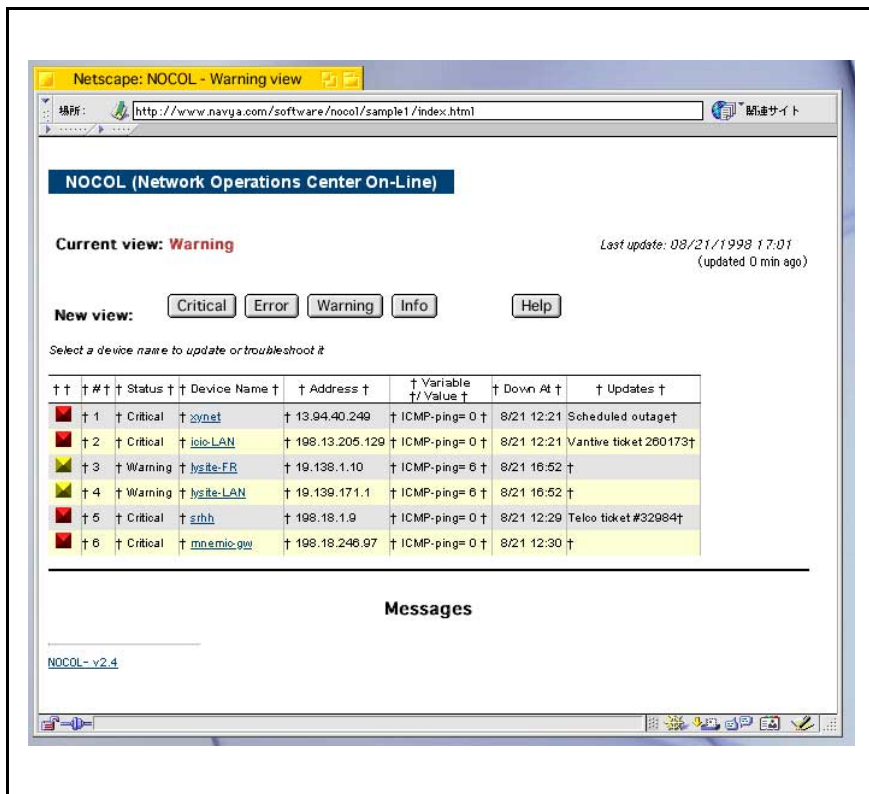 Netscape: NOCOL - Warning view
場所: http://www.navya.com/software/nocol/sample1/index.html 関連サイト
NOCOL (Network Operations Center On-Line)
Current view: Warning
Last update: 08/21/1998 17:01
(updated 0 min ago)
New view: Critical Error Warning Info Help
Select a device name to update or troubleshoot it
† † † # † † Status † † Device Name † † Address † † Variable †/ Value † † Down At † † Updates †
† 1 † Critical † xynet † 13.94.40.249 † ICMP-ping= 0 † 8/21 12:21 Scheduled outage†
† 2 † Critical † icic-LAN † 198.13.205.129 † ICMP-ping= 0 † 8/21 12:21 Vantive ticket 260173†
† 3 † Warning † lysite-FR † 19.138.1.10 † ICMP-ping= 6 † 8/21 16:52 †
† 4 † Warning † lysite-LAN † 19.139.171.1 † ICMP-ping= 6 † 8/21 16:52 †
† 5 † Critical † srhh † 198.18.1.9 † ICMP-ping= 0 † 8/21 12:29 Telco ticket #32984†
† 6 † Critical † mnemic-gw † 198.18.246.97 † ICMP-ping= 0 † 8/21 12:30 †
Messages
NOCOL- v2.4